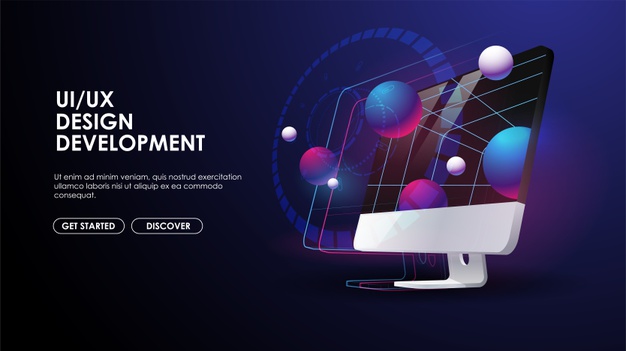 UI/UX
DESIGN
DEVELOPMENT
Ut enim ad minim veniam, quis nostrud exercitation
ullamco laboris nisi ut aliquip ex ea commodo
consequat.
GET STARTED
DISCOVER